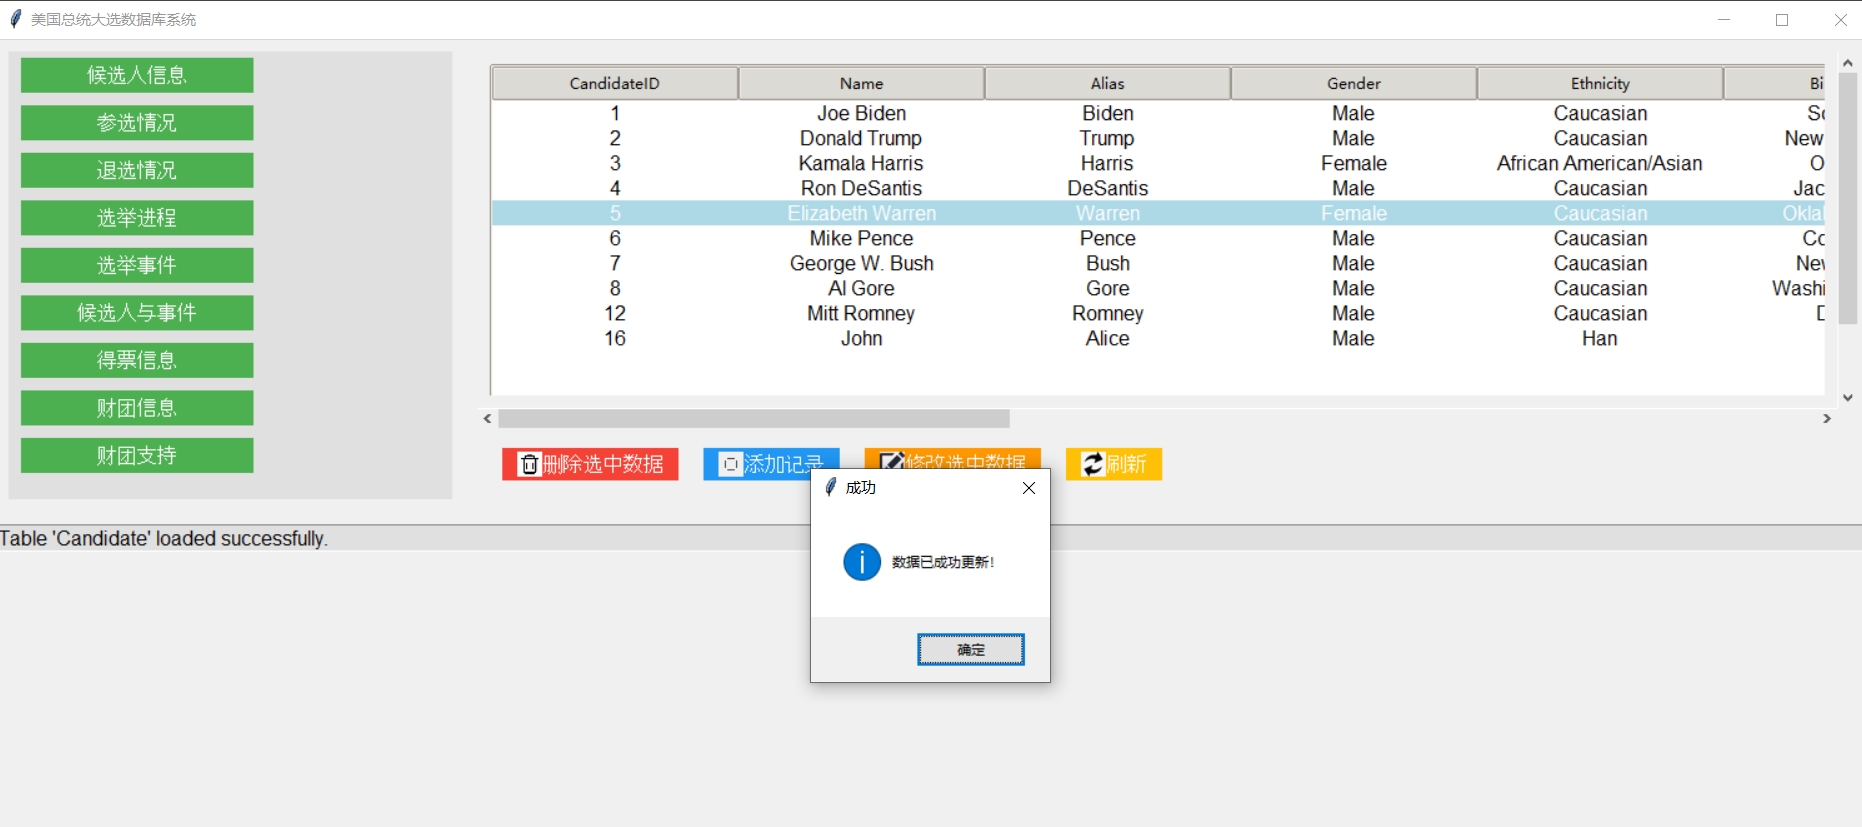 美国总统大选数据库系统
候选人信息
参选情况
退选情况
选举进程
选举事件
候选人与事件
得票信息
财团信息
财团支持
CandidateID Name Alias Gender Ethnicity Bi
1 Joe Biden Biden Male Caucasian
2 Donald Trump Trump Male Caucasian New
3 Kamala Harris Harris Female African American/Asian O
4 Ron DeSantis DeSantis Male Caucasian Jac
5 Elizabeth Warren Warren Female Caucasian Okla
6 Mike Pence Pence Male Caucasian
7 George W. Bush Bush Male Caucasian Nev
8 Al Gore Gore Male Caucasian Washi
12 Mitt Romney Romney Male Caucasian
16 John Alice Male Han
删除选中数据 添加记录 修改选中数据 刷新
成功
数据已成功更新!
确定
Table 'Candidate' loaded successfully.